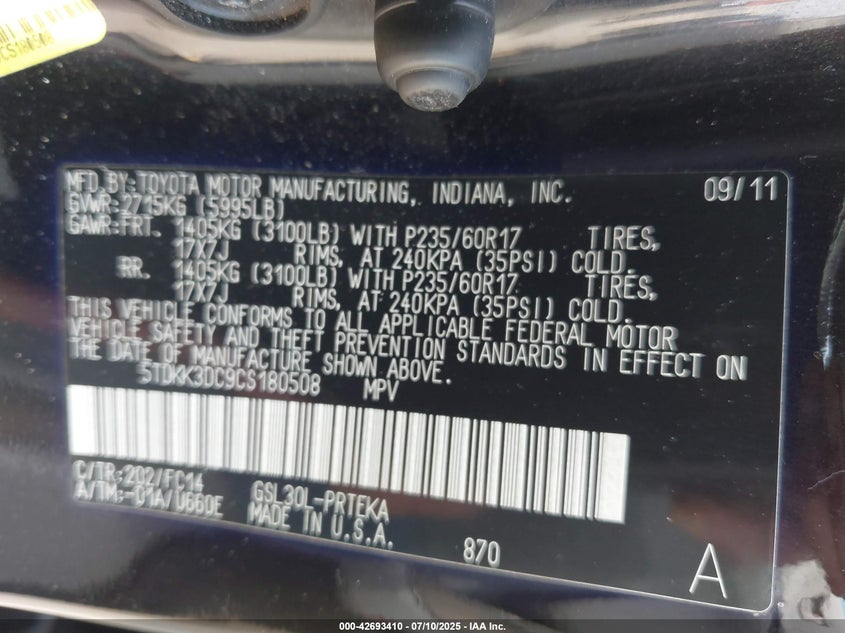 CS180508
MFD.BY:TOYOTA MOTOR MANUFACTURING, INDIANA, INC. 09/11
GVWR:2715KG (5995LB)
GAWR:FRT. 1405KG (3100LB) WITH P235/60R17 TIRES,
17X7J RIMS, AT 240KPA (35PSI) COLD.
RR. 1405KG (3100LB) WITH P235/60R17 TIRES,
17X7J RIMS, AT 240KPA (35PSI) COLD.
THIS VEHICLE CONFORMS TO ALL APPLICABLE FEDERAL MOTOR
VEHICLE SAFETY AND THEFT PREVENTION STANDARDS IN EFFECT ON
THE DATE OF MANUFACTURE SHOWN ABOVE.
5TDKK3DC9CS180508 MPV
C/TR:202/FC14
A/TM:-01A/U660E
GSL30L-PRTEKA
MADE IN U.S.A.
870
A
000-42693410 - 07/10/2025 - IAA Inc.